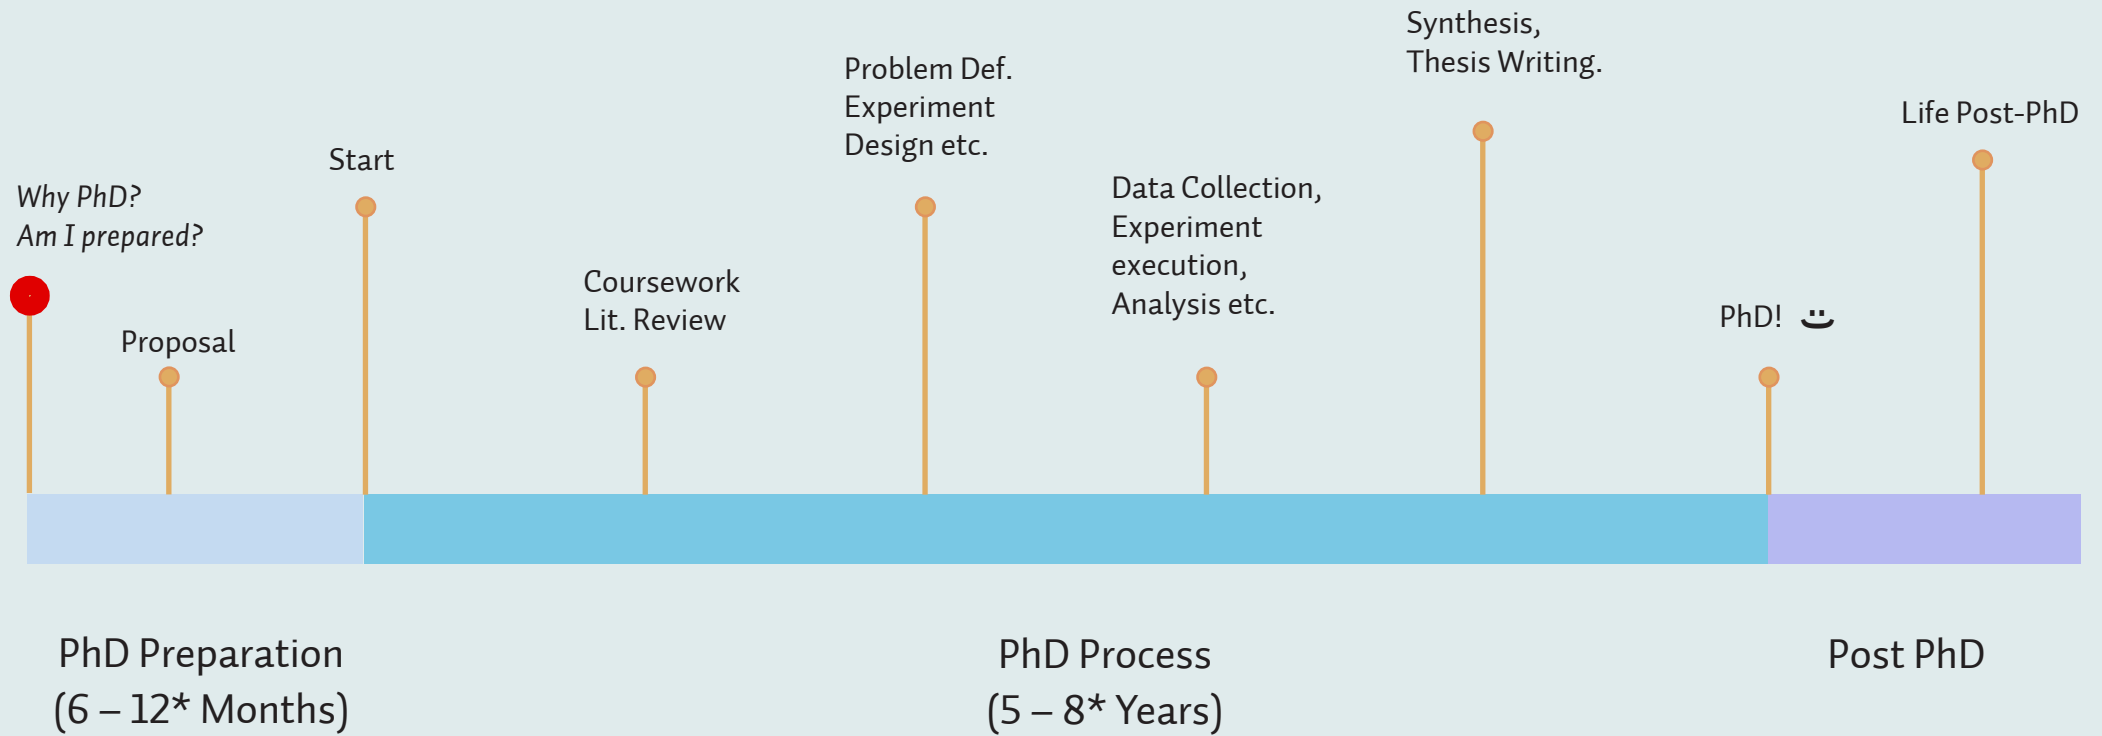 Why PhD?
Am I prepared?
Proposal
Start
Coursework
Lit. Review
Problem Def.
Experiment
Design etc.
Data Collection,
Experiment
execution,
Analysis etc.
Synthesis,
Thesis Writing.
PhD!
Life Post-PhD
PhD Preparation
(6 – 12* Months)
PhD Process
(5 – 8* Years)
Post PhD